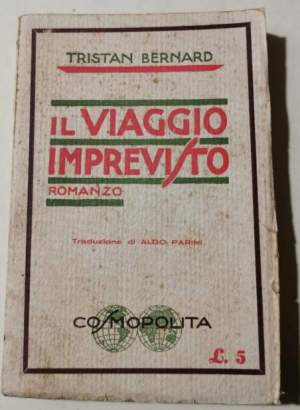 TRISTAN BERNARD
IL VIAGGIO
IMPREVISTO
ROMANZO
Traduzione di ALDO PARINI
COSMOPOLITA
L. 5